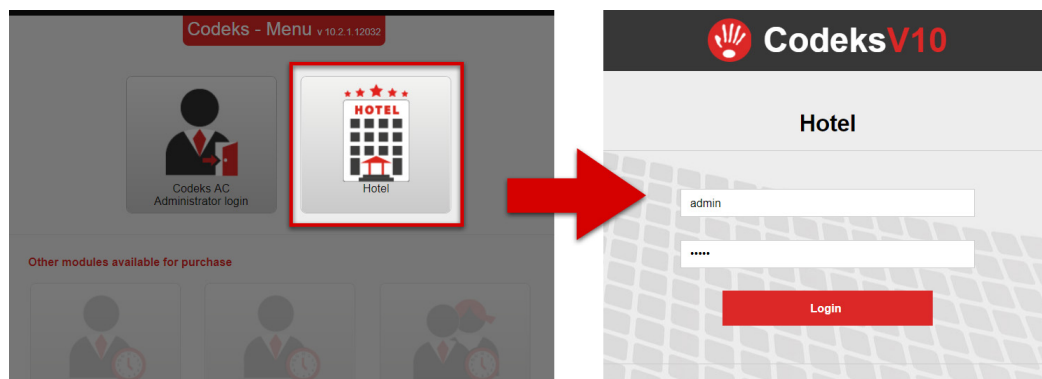 Codeks - Menu v 10.2.1.12032
HOTEL
Codeks AC
Administrator login
Hotel
Other modules available for purchase
CodeksV10
Hotel
admin
•••••
Login